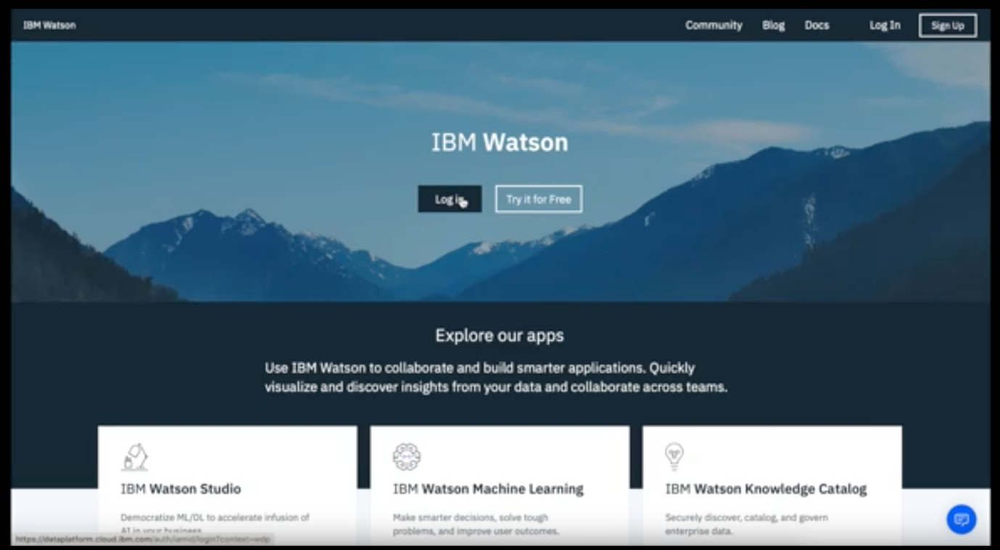 IBM Watson
Community Blog Docs Log In Sign Up
IBM Watson
Log in Try it for Free
Explore our apps
Use IBM Watson to collaborate and build smarter applications. Quickly
visualize and discover insights from your data and collaborate across teams.
IBM Watson Studio
Democratize ML/DL to accelerate infusion of
AI in your business.
IBM Watson Machine Learning
Make smarter decisions, solve tough
problems, and improve user outcomes.
IBM Watson Knowledge Catalog
Securely discover, catalog, and govern
enterprise data.
https://dataplatform.cloud.ibm.com/auth/iamid/login?context=wdp